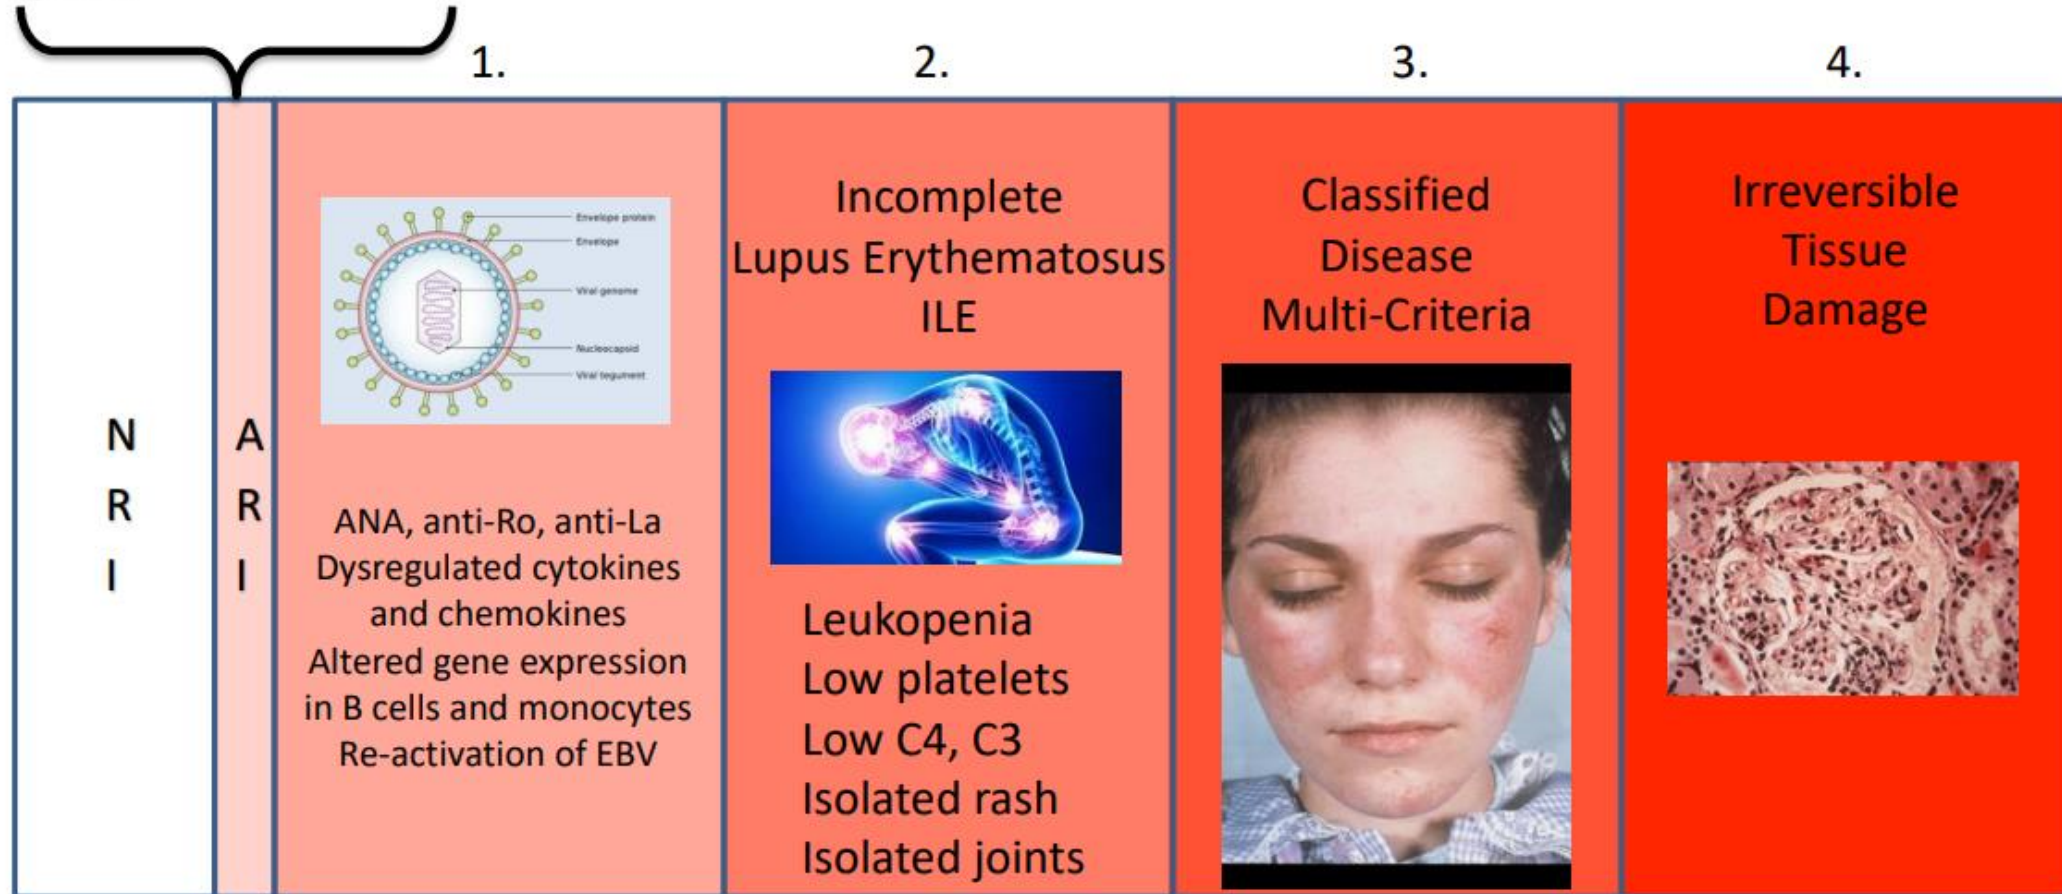 1.
2.
3.
4.
N
R
I
A
R
I
Envelope protein
Envelope
Viral genome
Nucleocapsid
Viral tegument
ANA, anti-Ro, anti-La
Dysregulated cytokines
and chemokines
Altered gene expression
in B cells and monocytes
Re-activation of EBV
Incomplete
Lupus Erythematosus
ILE
Leukopenia
Low platelets
Low C4, C3
Isolated rash
Isolated joints
Classified
Disease
Multi-Criteria
Irreversible
Tissue
Damage